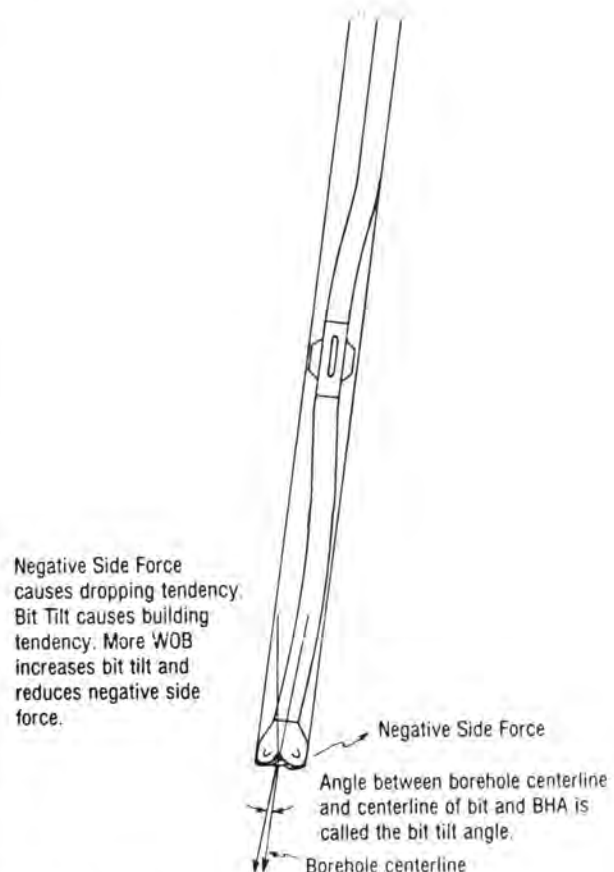 Negative Side Force
causes dropping tendency.
Bit Tilt causes building
tendency. More WOB
increases bit tilt and
reduces negative side
force.
Negative Side Force
Angle between borehole centerline
and centerline of bit and BHA is
called the bit tilt angle.
Borehole centerline